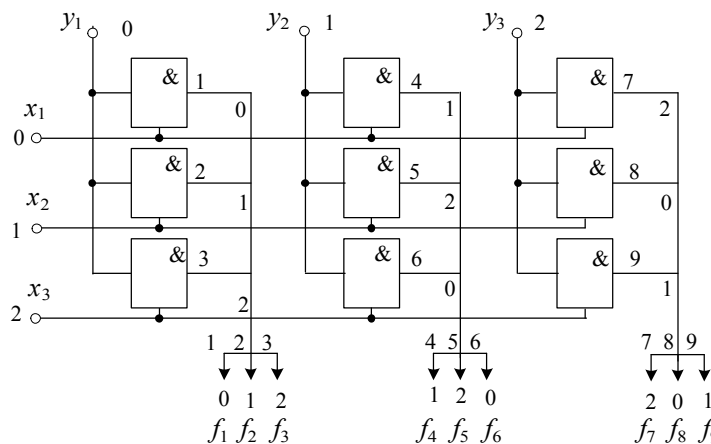 y1 0 y2 1 y3 2
& 1 & 4 & 7
x1 0 1 2
0
& 2 & 5 & 8
x2 1 2 0
1
& 3 & 6 & 9
x3 2 0 1
2
1 2 3 4 5 6 7 8 9
0 1 2 1 2 0 2 0 1
f1 f2 f3 f4 f5 f6 f7 f8 f